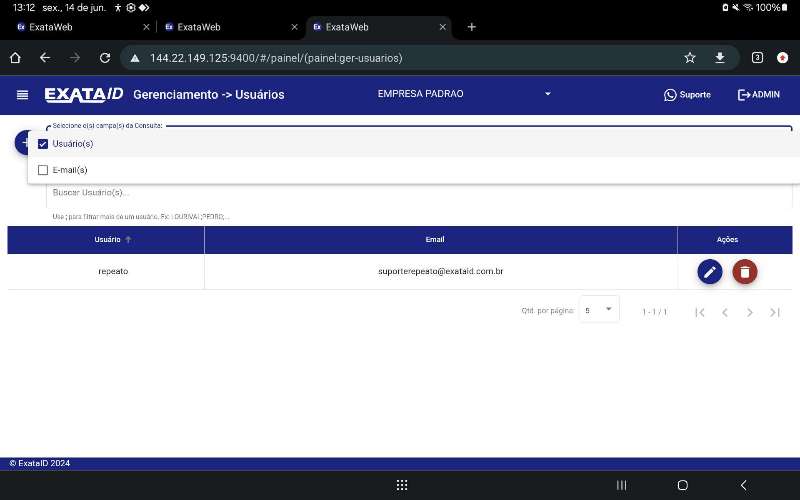 13:12 sex., 14 de jun. 100%
Ex ExataWeb
Ex ExataWeb
Ex ExataWeb
144.22.149.125:9400/#/painel/(painel:ger-usuarios)
3
EXATAID Gerenciamento -> Usuários EMPRESA PADRAO Suporte ADMIN
Selecione o(s) campo(s) da Consulta:
Usuário(s)
E-mail(s)
Buscar Usuário(s)...
Use ; para filtrar mais de um usuário. Ex: LOURIVAL;PEDRO;...
Usuário Email Ações
repeato suporterepeato@exataid.com.br
Qtd. por página: 5 1 - 1 / 1
© ExataID 2024